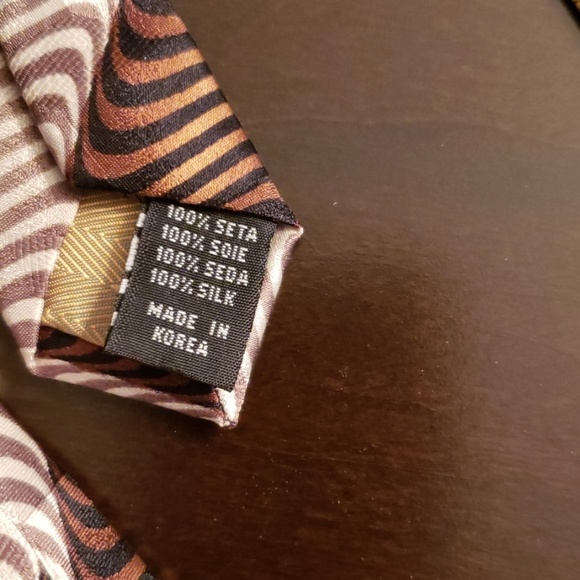 100% SETA
100% SOIE
100% SEDA
100% SILK
MADE IN
KOREA